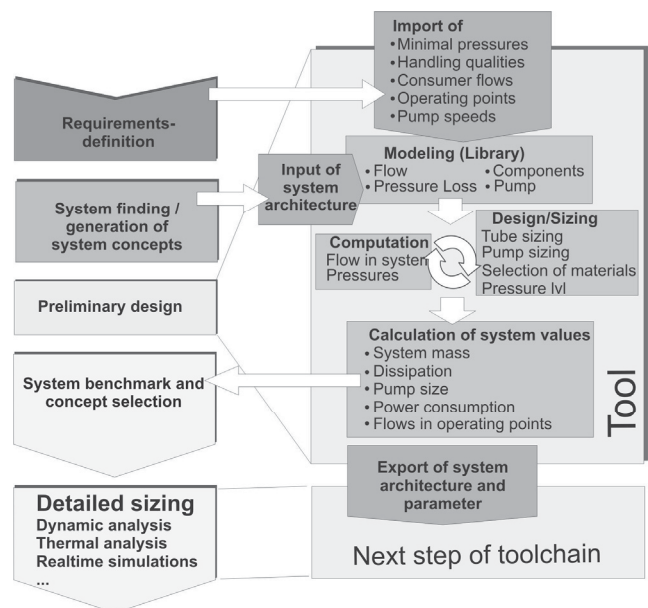 Import of
• Minimal pressures
• Handling qualities
• Consumer flows
• Operating points
• Pump speeds
Requirements-
definition
Modeling (Library)
• Flow
• Components
• Pressure Loss
• Pump
Input of
system
architecture
System finding /
generation of
system concepts
Design/Sizing
Tube sizing
Pump sizing
Selection of materials
Pressure lvl
Computation
Flow in system
Pressures
Preliminary design
Calculation of system values
• System mass
• Dissipation
• Pump size
• Power consumption
• Flows in operating points
Tool
System benchmark and
concept selection
Export of system
architecture and
parameter
Detailed sizing
Dynamic analysis
Thermal analysis
Realtime simulations
...
Next step of toolchain